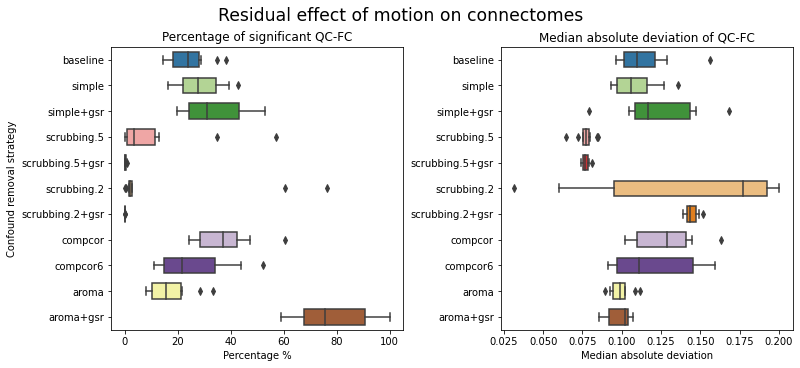 Residual effect of motion on connectomes
Percentage of significant QC-FC
Confound removal strategy
baseline
simple
simple+gsr
scrubbing.5
scrubbing.5+gsr
scrubbing.2
scrubbing.2+gsr
compcor
compcor6
aroma
aroma+gsr
0 20 40 60 80 100
Percentage %
Median absolute deviation of QC-FC
baseline
simple
simple+gsr
scrubbing.5
scrubbing.5+gsr
scrubbing.2
scrubbing.2+gsr
compcor
compcor6
aroma
aroma+gsr
0.025 0.050 0.075 0.100 0.125 0.150 0.175 0.200
Median absolute deviation